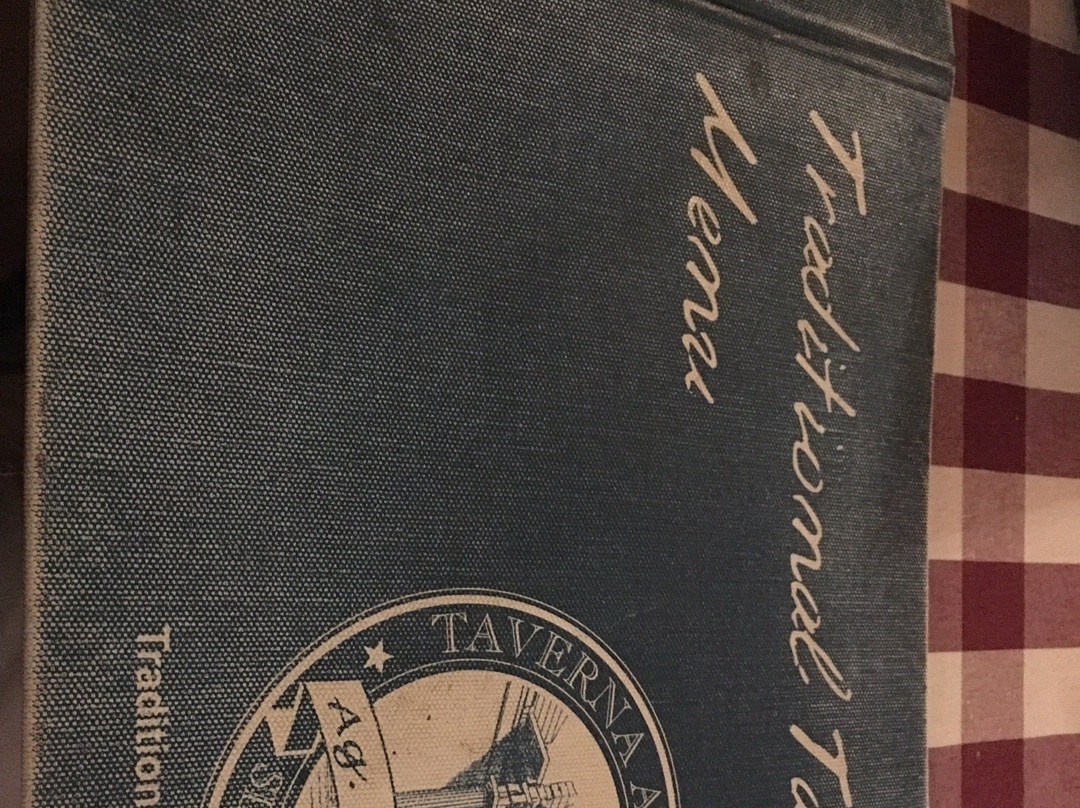 Traditional Ta
Menu
TAVERNA A
Ag.
Tradition